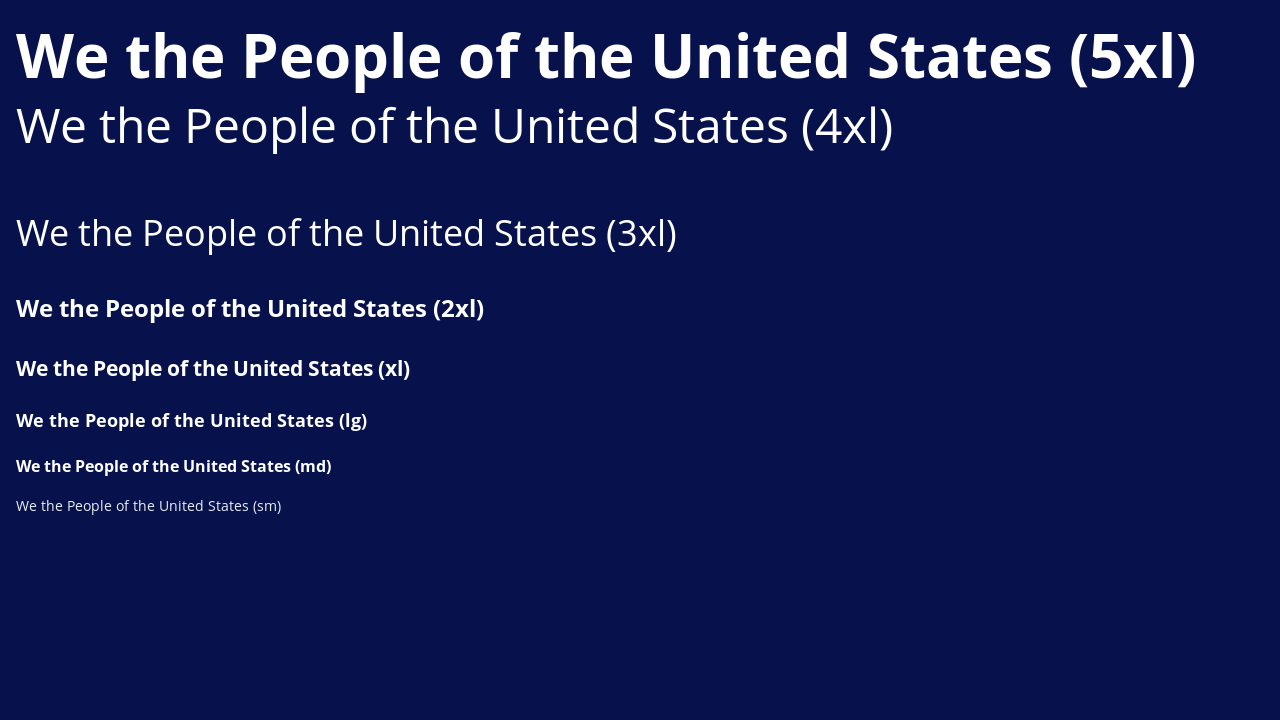 We the People of the United States (5xl)
We the People of the United States (4xl)
We the People of the United States (3xl)
We the People of the United States (2xl)
We the People of the United States (xl)
We the People of the United States (lg)
We the People of the United States (md)
We the People of the United States (sm)